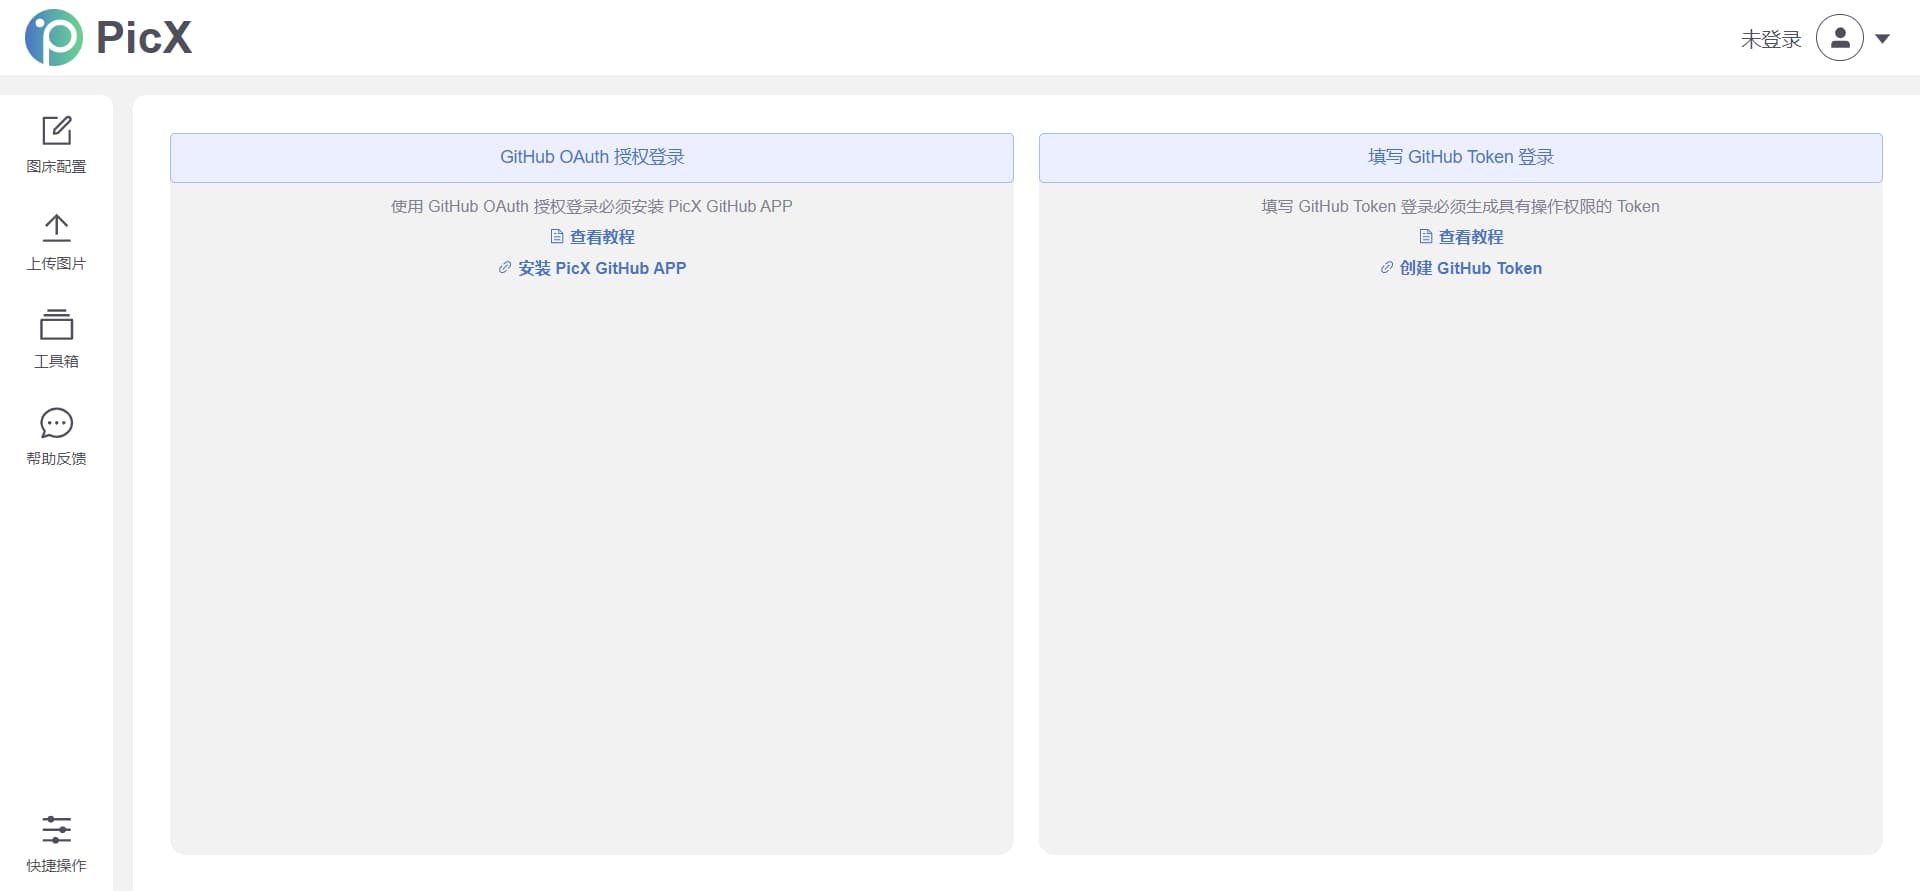 PicX
未登录
图床配置
上传图片
工具箱
帮助反馈
快捷操作
GitHub OAuth 授权登录
使用 GitHub OAuth 授权登录必须安装 PicX GitHub APP
查看教程
安装 PicX GitHub APP
填写 GitHub Token 登录
填写 GitHub Token 登录必须生成具有操作权限的 Token
查看教程
创建 GitHub Token